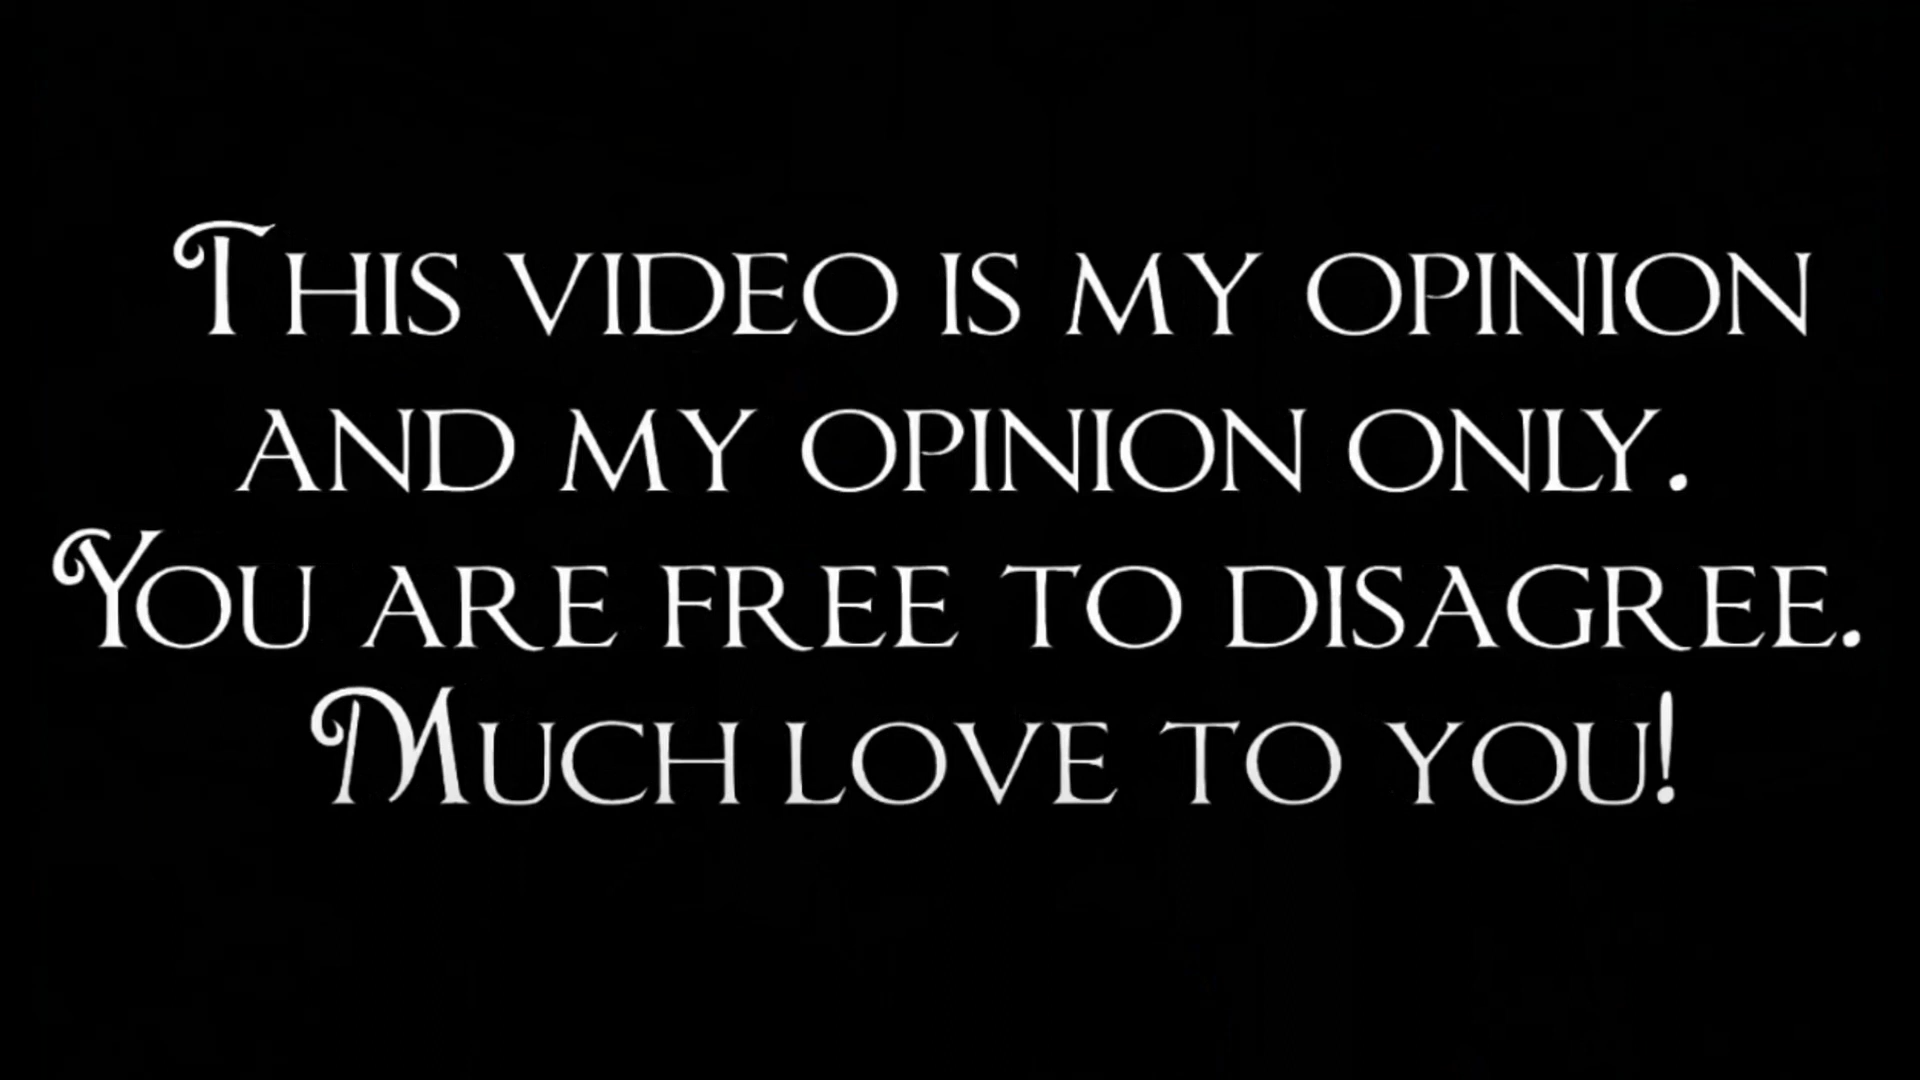 This video is my opinion
and my opinion only.
You are free to disagree.
Much love to you!